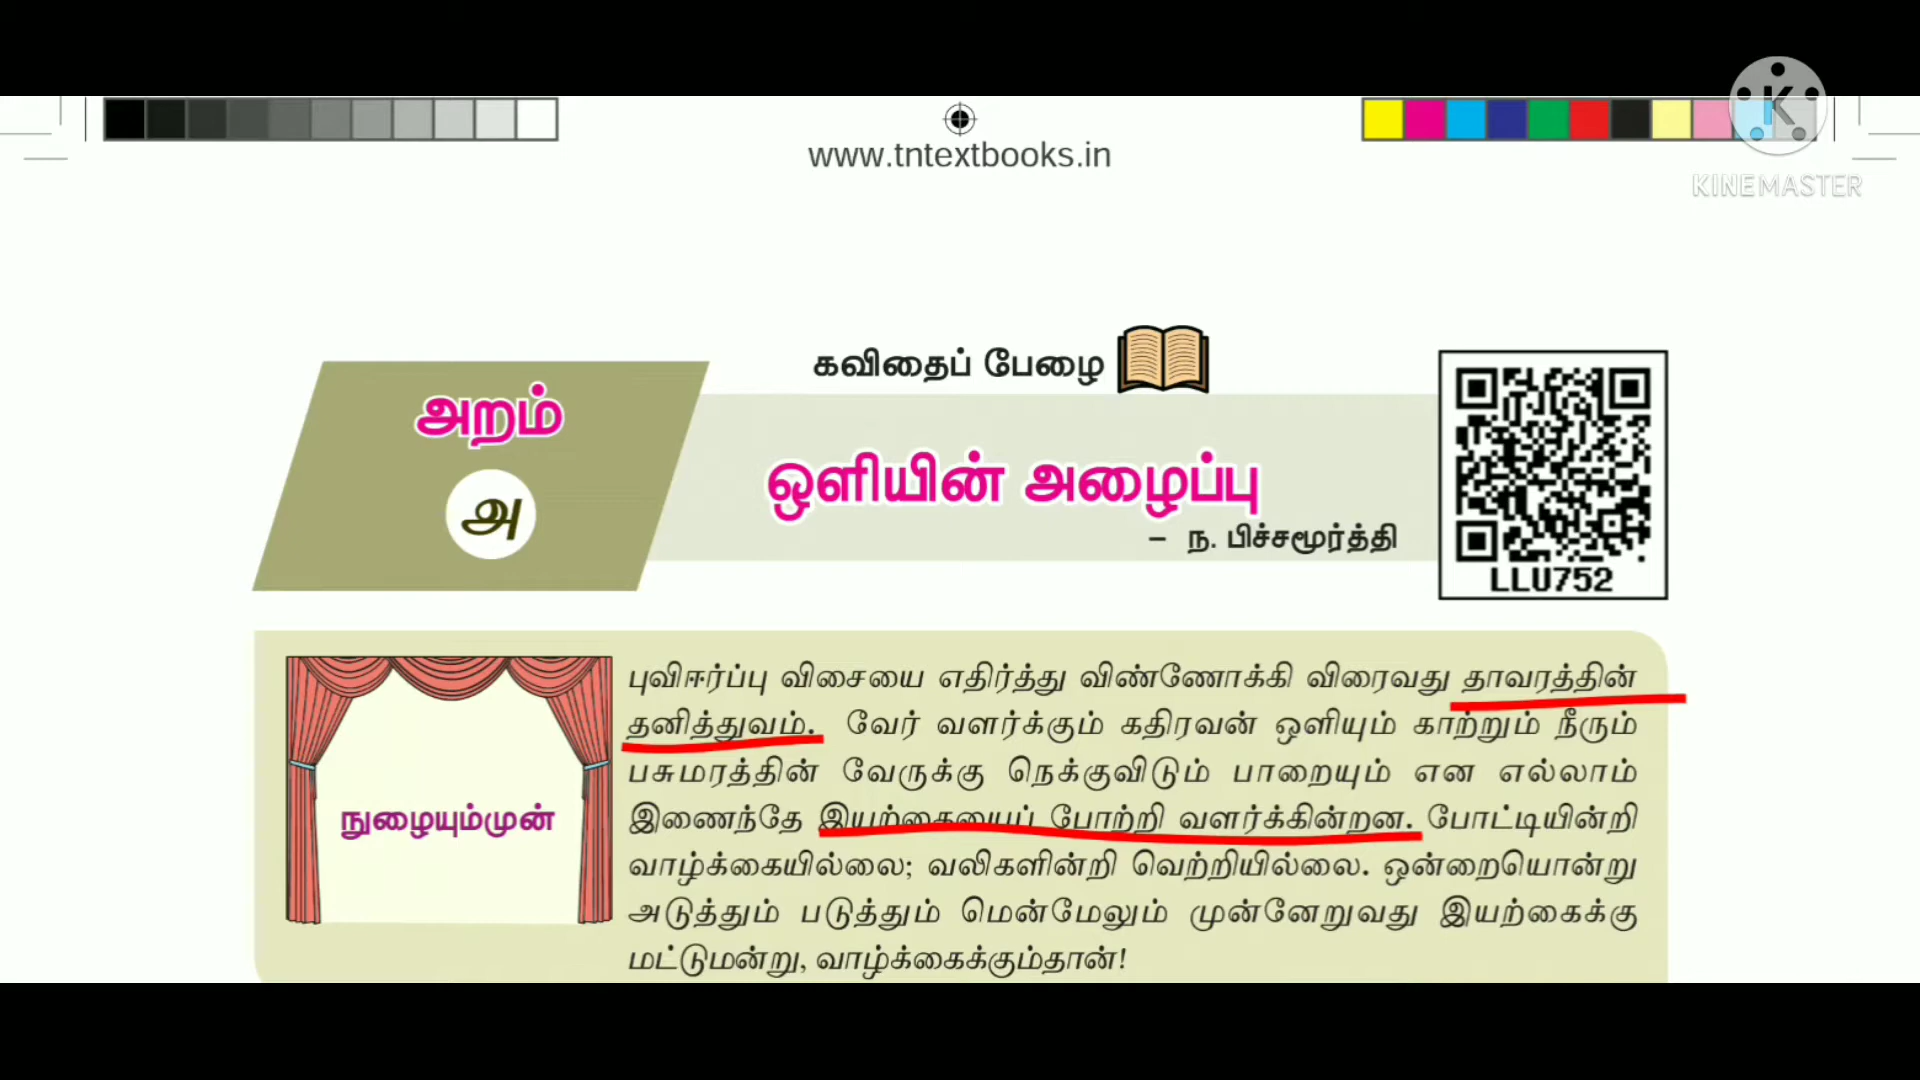 www.tntextbooks.in
KINEMASTER
கவிதைப் பேழை
அறம்
அ
ஒளியின் அழைப்பு
– ந. பிச்சமூர்த்தி
LLU752
நுழையும்முன்
புவிஈர்ப்பு விசையை எதிர்த்து விண்ணோக்கி விரைவது தாவரத்தின்
தனித்துவம். வேர் வளர்க்கும் கதிரவன் ஒளியும் காற்றும் நீரும்
பசுமரத்தின் வேருக்கு நெக்குவிடும் பாறையும் என எல்லாம்
இணைந்தே இயற்கையைப் போற்றி வளர்க்கின்றன. போட்டியின்றி
வாழ்க்கையில்லை; வலிகளின்றி வெற்றியில்லை. ஒன்றையொன்று
அடுத்தும் படுத்தும் மென்மேலும் முன்னேறுவது இயற்கைக்கு
மட்டுமன்று, வாழ்க்கைக்கும்தான்!